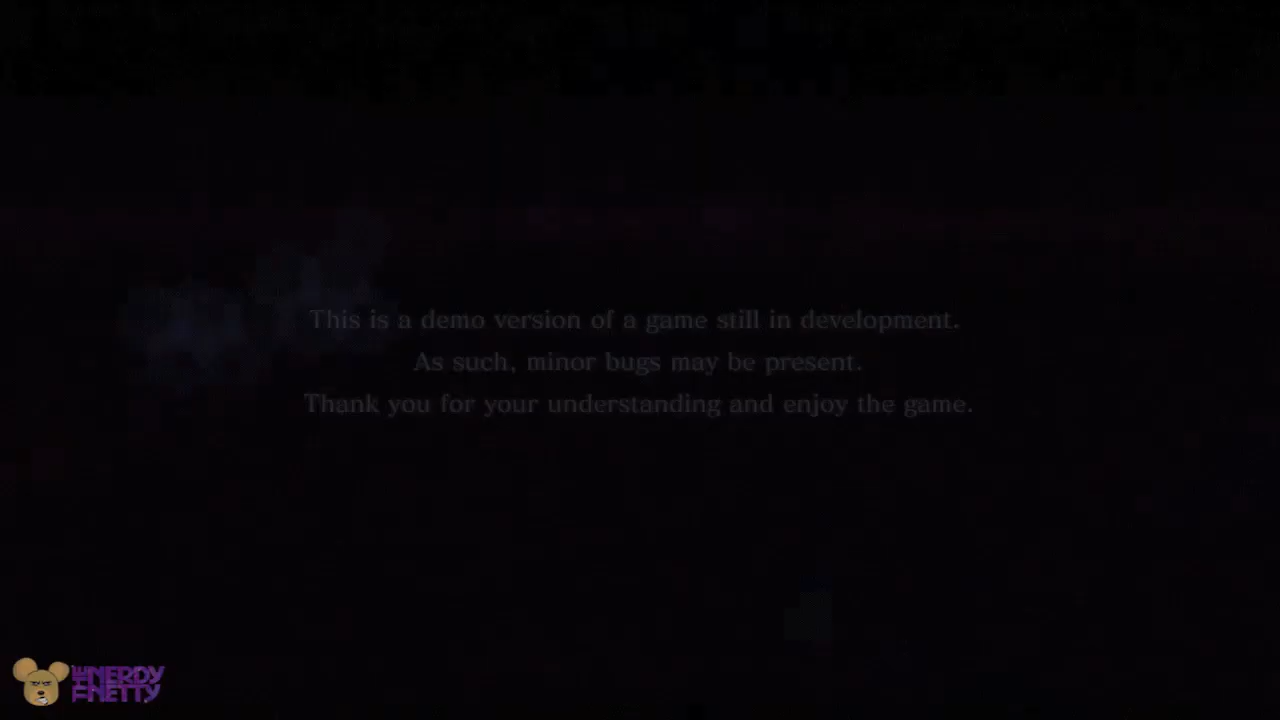 This is a demo version of a game still in development.
As such, minor bugs may be present.
Thank you for your understanding and enjoy the game.
THE NERDY
NETTY